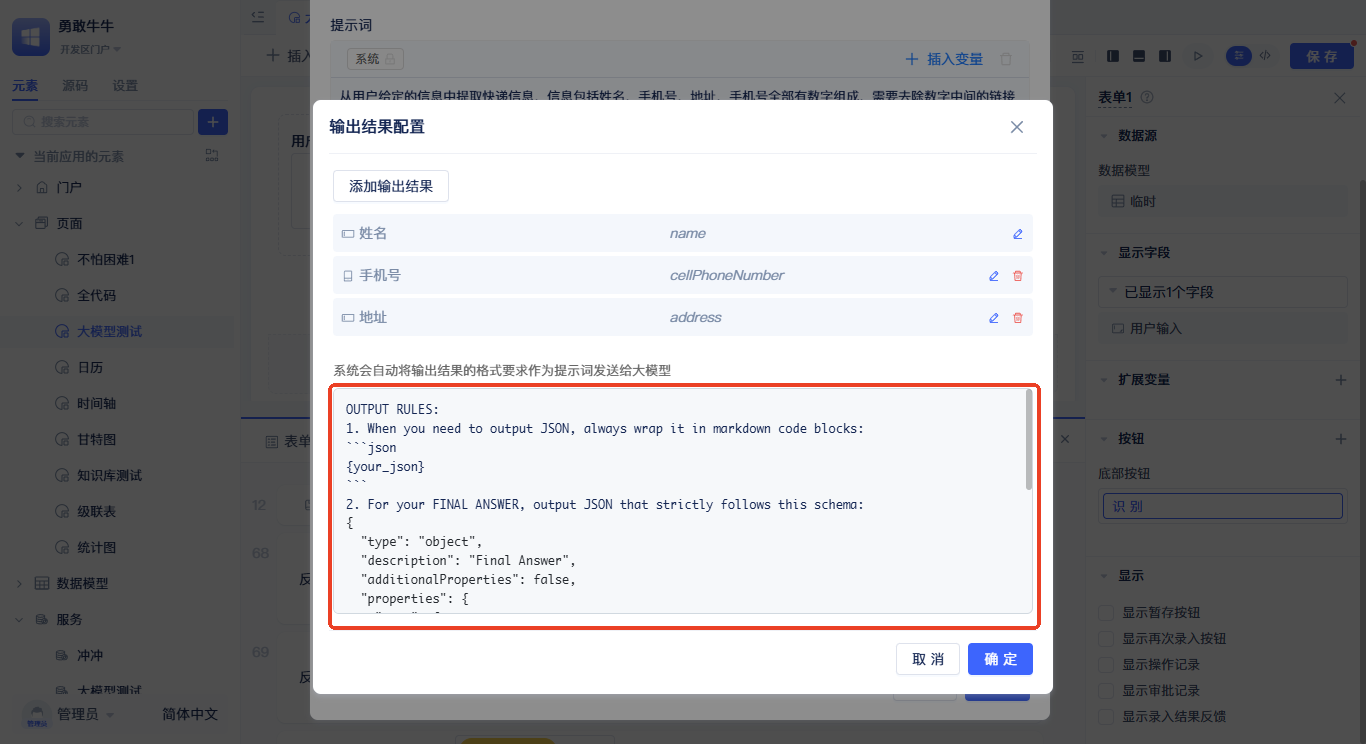 勇敢牛牛
开发区门户
元素 源码 设置
搜索元素
当前应用的元素
门户
页面
不怕困难1
全代码
大模型测试
日历
时间轴
甘特图
知识库测试
级联表
统计图
数据模型
服务
冲冲
大模型测试
管理员
管理员 简体中文
插入
用户
表单
12
68
反
69
反
提示词
系统
插入变量
从用户给定的信息中提取快递信息，信息包括姓名、手机号、地址，手机号全部有数字组成，需要去除数字中间的链接
输出结果配置
添加输出结果
姓名 name
手机号 cellPhoneNumber
地址 address
系统会自动将输出结果的格式要求作为提示词发送给大模型
OUTPUT RULES:
1. When you need to output JSON, always wrap it in markdown code blocks:
```json
{your_json}
```
2. For your FINAL ANSWER, output JSON that strictly follows this schema:
{
  "type": "object",
  "description": "Final Answer",
  "additionalProperties": false,
  "properties": {
取 消 确 定
保 存
表单1
数据源
数据模型
临时
显示字段
已显示1个字段
用户输入
扩展变量
按钮
底部按钮
识 别
显示
显示暂存按钮
显示再次录入按钮
显示操作记录
显示审批记录
显示录入结果反馈